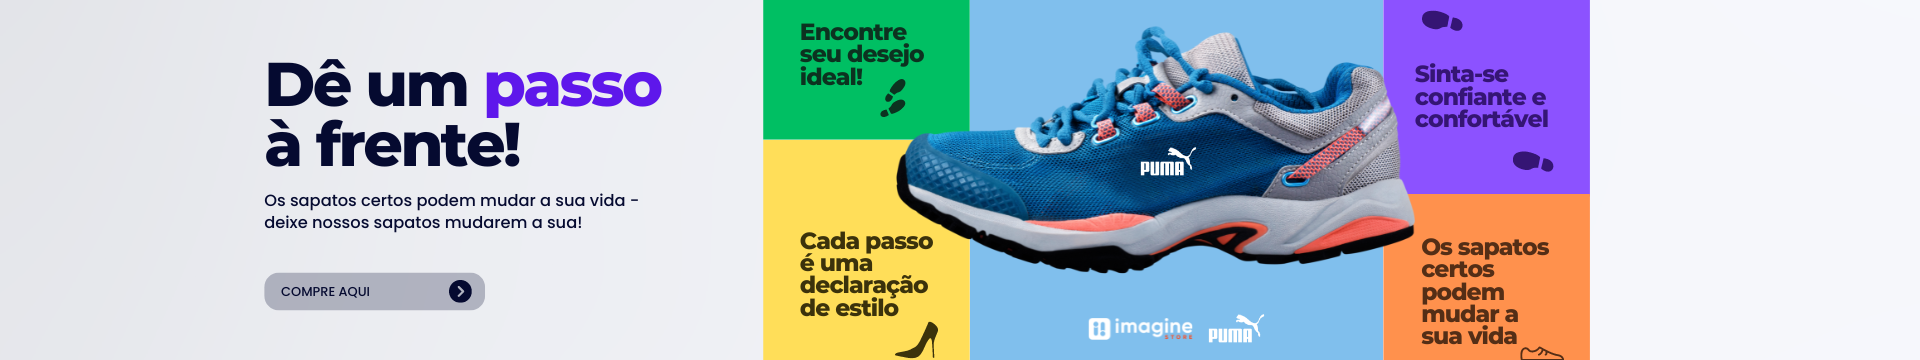 Dê um passo
à frente!
Os sapatos certos podem mudar a sua vida -
deixe nossos sapatos mudarem a sua!
COMPRE AQUI
Encontre
seu desejo
ideal!
Cada passo
é uma
declaração
de estilo
PUMA
imagine
STORE
PUMA
Sinta-se
confiante e
confortável
Os sapatos
certos
podem
mudar a
sua vida